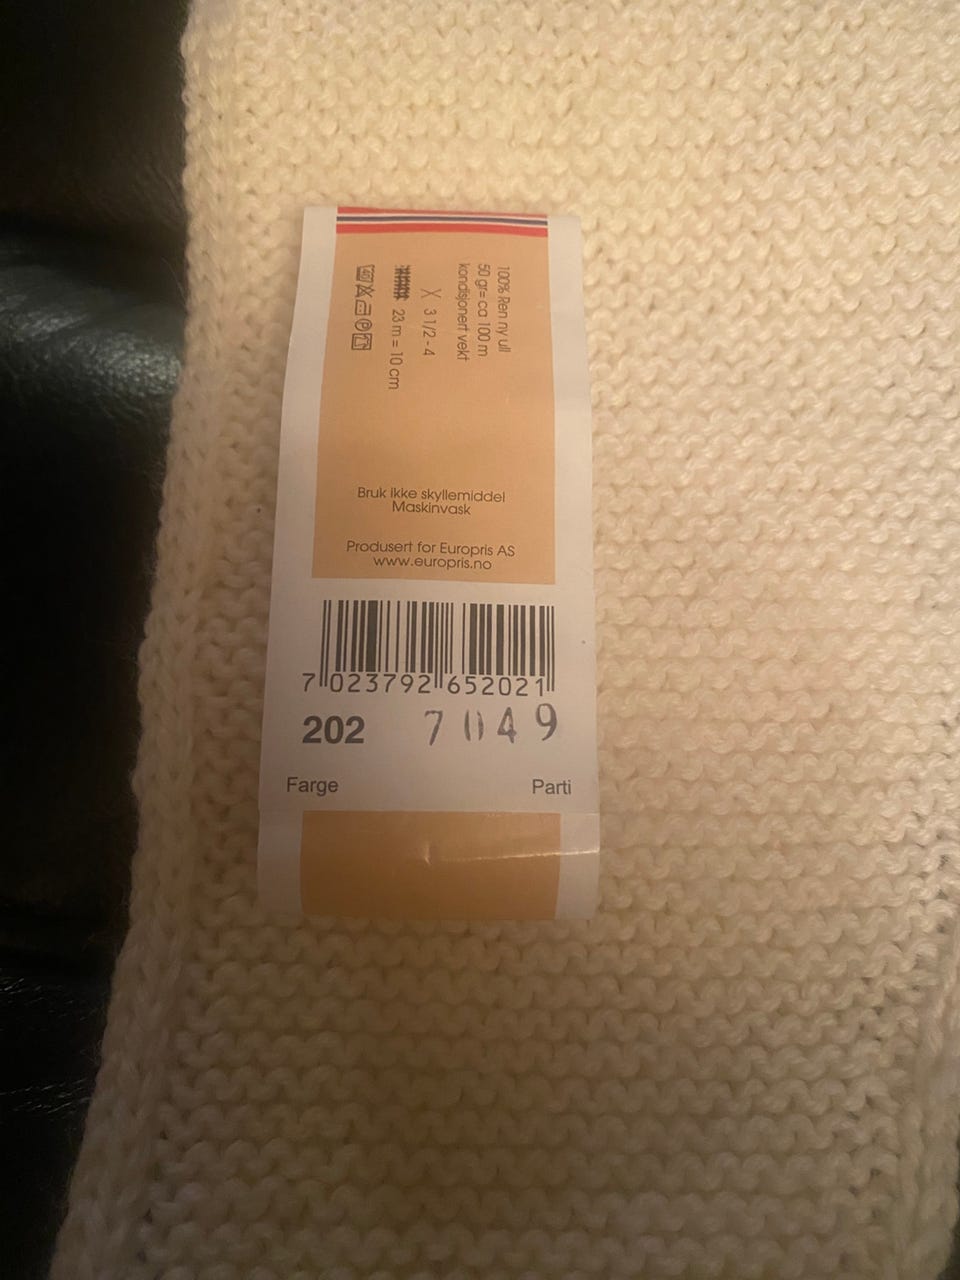 100% Ren ny ull
50 gr= ca 100 m
kondisjonert vekt
3 1/2 - 4
23 m = 10 cm
40
Bruk ikke skyllemiddel
Maskinvask
Produsert for Europris AS
www.europris.no
7 023792 652021
202 7049
Farge Parti